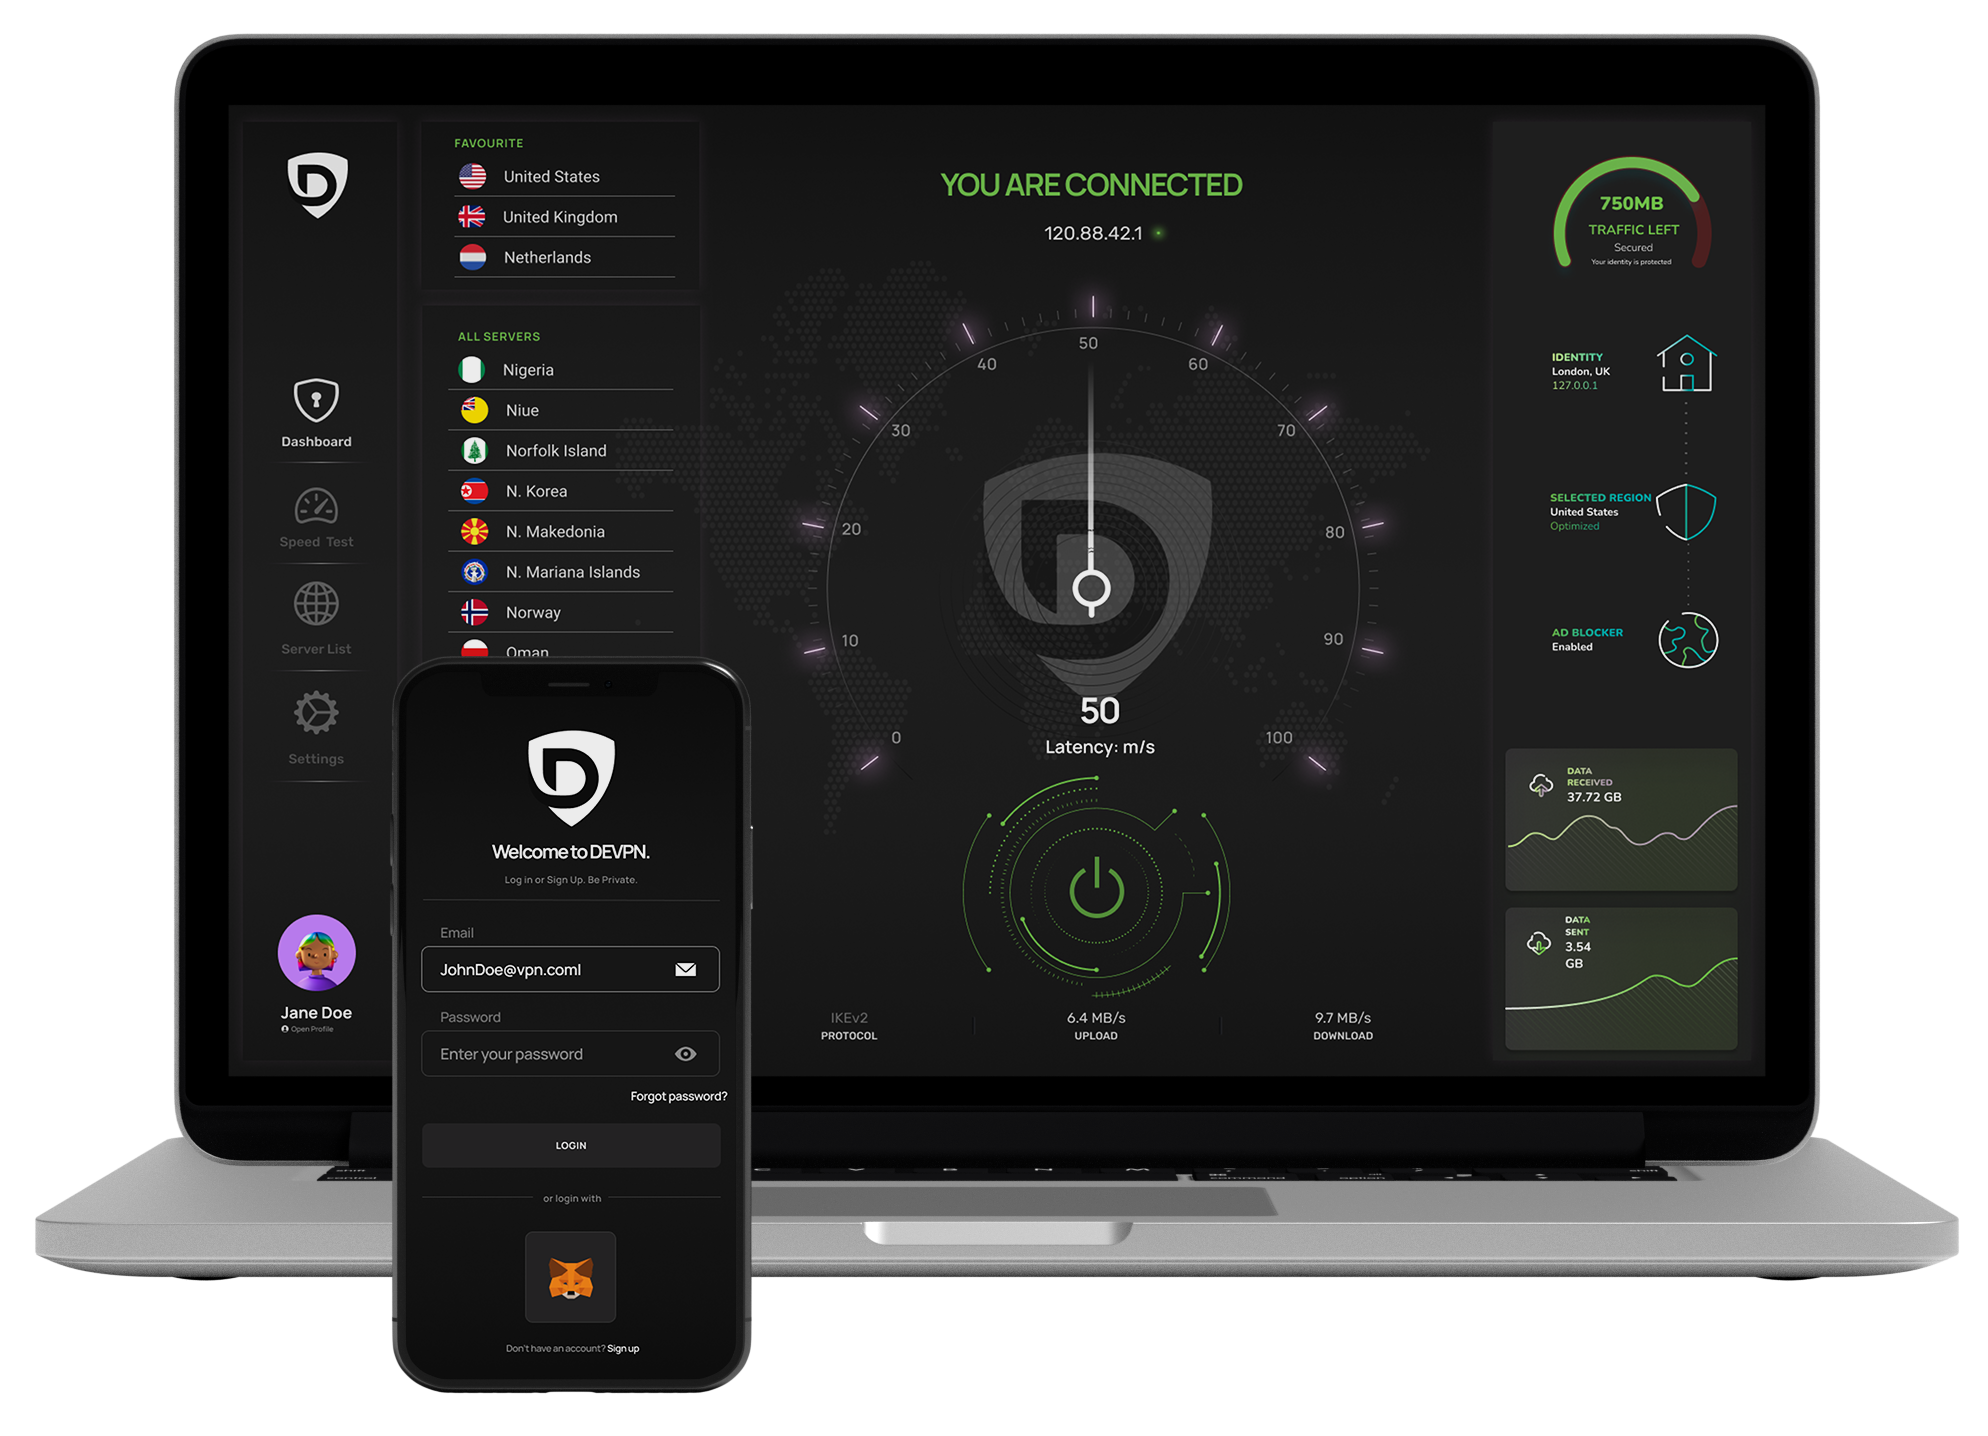 Dashboard
Speed Test
Server List
Settings
Jane Doe
Open Profile
FAVOURITE
United States
United Kingdom
Netherlands
ALL SERVERS
Nigeria
Niue
Norfolk Island
N. Korea
N. Makedonia
N. Mariana Islands
Norway
Oman
YOU ARE CONNECTED
120.88.42.1
0
10
20
30
40
50
60
70
80
90
100
50
Latency: m/s
IKEv2
PROTOCOL
6.4 MB/s
UPLOAD
9.7 MB/s
DOWNLOAD
750MB
TRAFFIC LEFT
Secured
Your identity is protected
IDENTITY
London, UK
127.0.0.1
SELECTED REGION
United States
Optimized
AD BLOCKER
Enabled
DATA
RECEIVED
37.72 GB
DATA
SENT
3.54
GB
Welcome to DEVPN.
Log in or Sign Up. Be Private.
Email
JohnDoe@vpn.coml
Password
Enter your password
Forgot password?
LOGIN
or login with
Don't have an account? Sign up
control
command
option